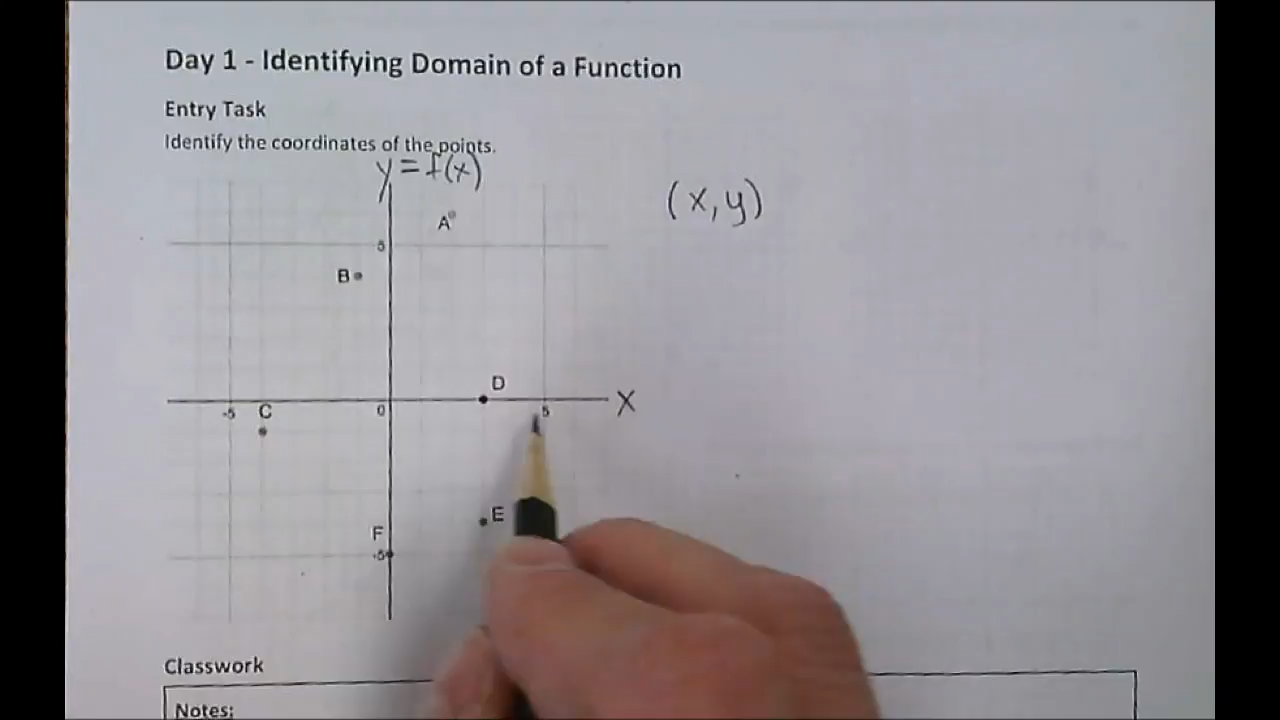 Day 1 - Identifying Domain of a Function
Entry Task
Identify the coordinates of the points.
y = f(x)
(x, y)
A
5
B
D
-5
C
0
5
X
E
F
-5
Classwork
Notes: